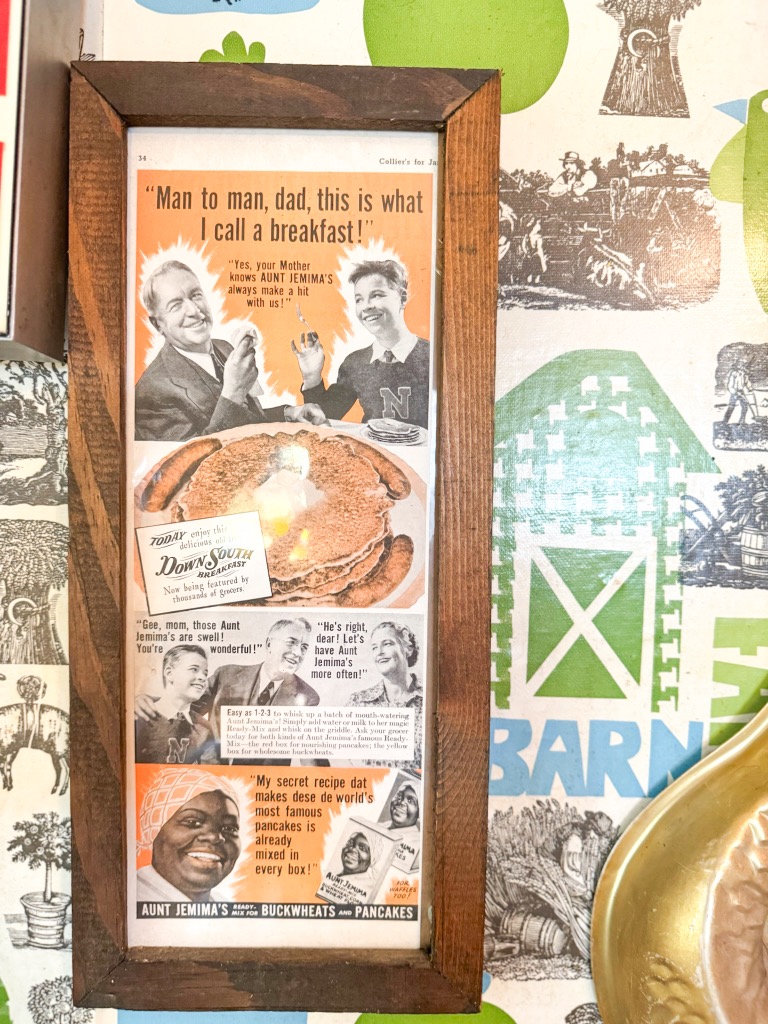 34
Collier's for Ja
"Man to man, dad, this is what
I call a breakfast!"
"Yes, your Mother
knows AUNT JEMIMA'S
always make a hit
with us!"
N
TODAY enjoy this
delicious old
DOWN SOUTH
BREAKFAST
Now being featured by
thousands of grocers.
"Gee, mom, those Aunt
Jemima's are swell!
You're wonderful!"
"He's right,
dear! Let's
have Aunt
Jemima's
more often!"
N
Easy as 1-2-3 to whisk up a batch of mouth-watering
Aunt Jemima's! Simply add water or milk to her magic
Ready-Mix and whisk on the griddle. Ask your grocer
today for both kinds of Aunt Jemima's famous Ready-
Mix—the red box for nourishing pancakes; the yellow
box for wholesome buckwheats.
"My secret recipe dat
makes dese de world's
most famous
pancakes is
already
mixed in
every box!"
AUNT JEMIMA
FOR
WAFFLES
TOO!
AUNT JEMIMA'S READY-MIX FOR BUCKWHEATS AND PANCAKES
BARN